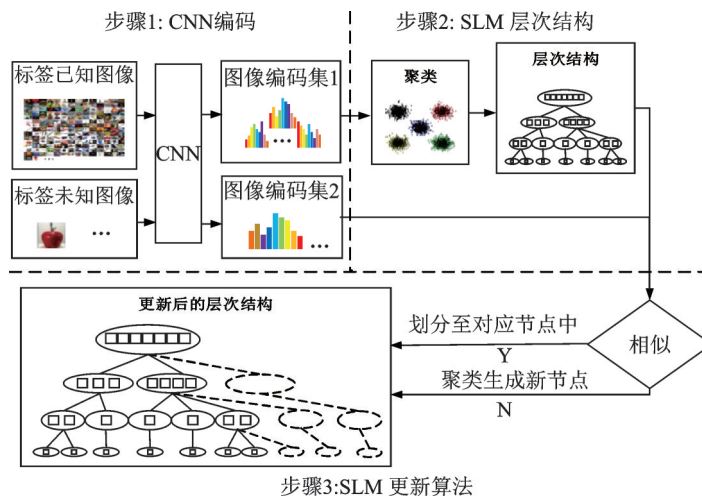 步骤1: CNN编码
步骤2: SLM 层次结构
标签已知图像
CNN
图像编码集1
...
聚类
层次结构
标签未知图像
...
图像编码集2
...
更新后的层次结构
划分至对应节点中
Y
相似
聚类生成新节点
N
步骤3:SLM 更新算法